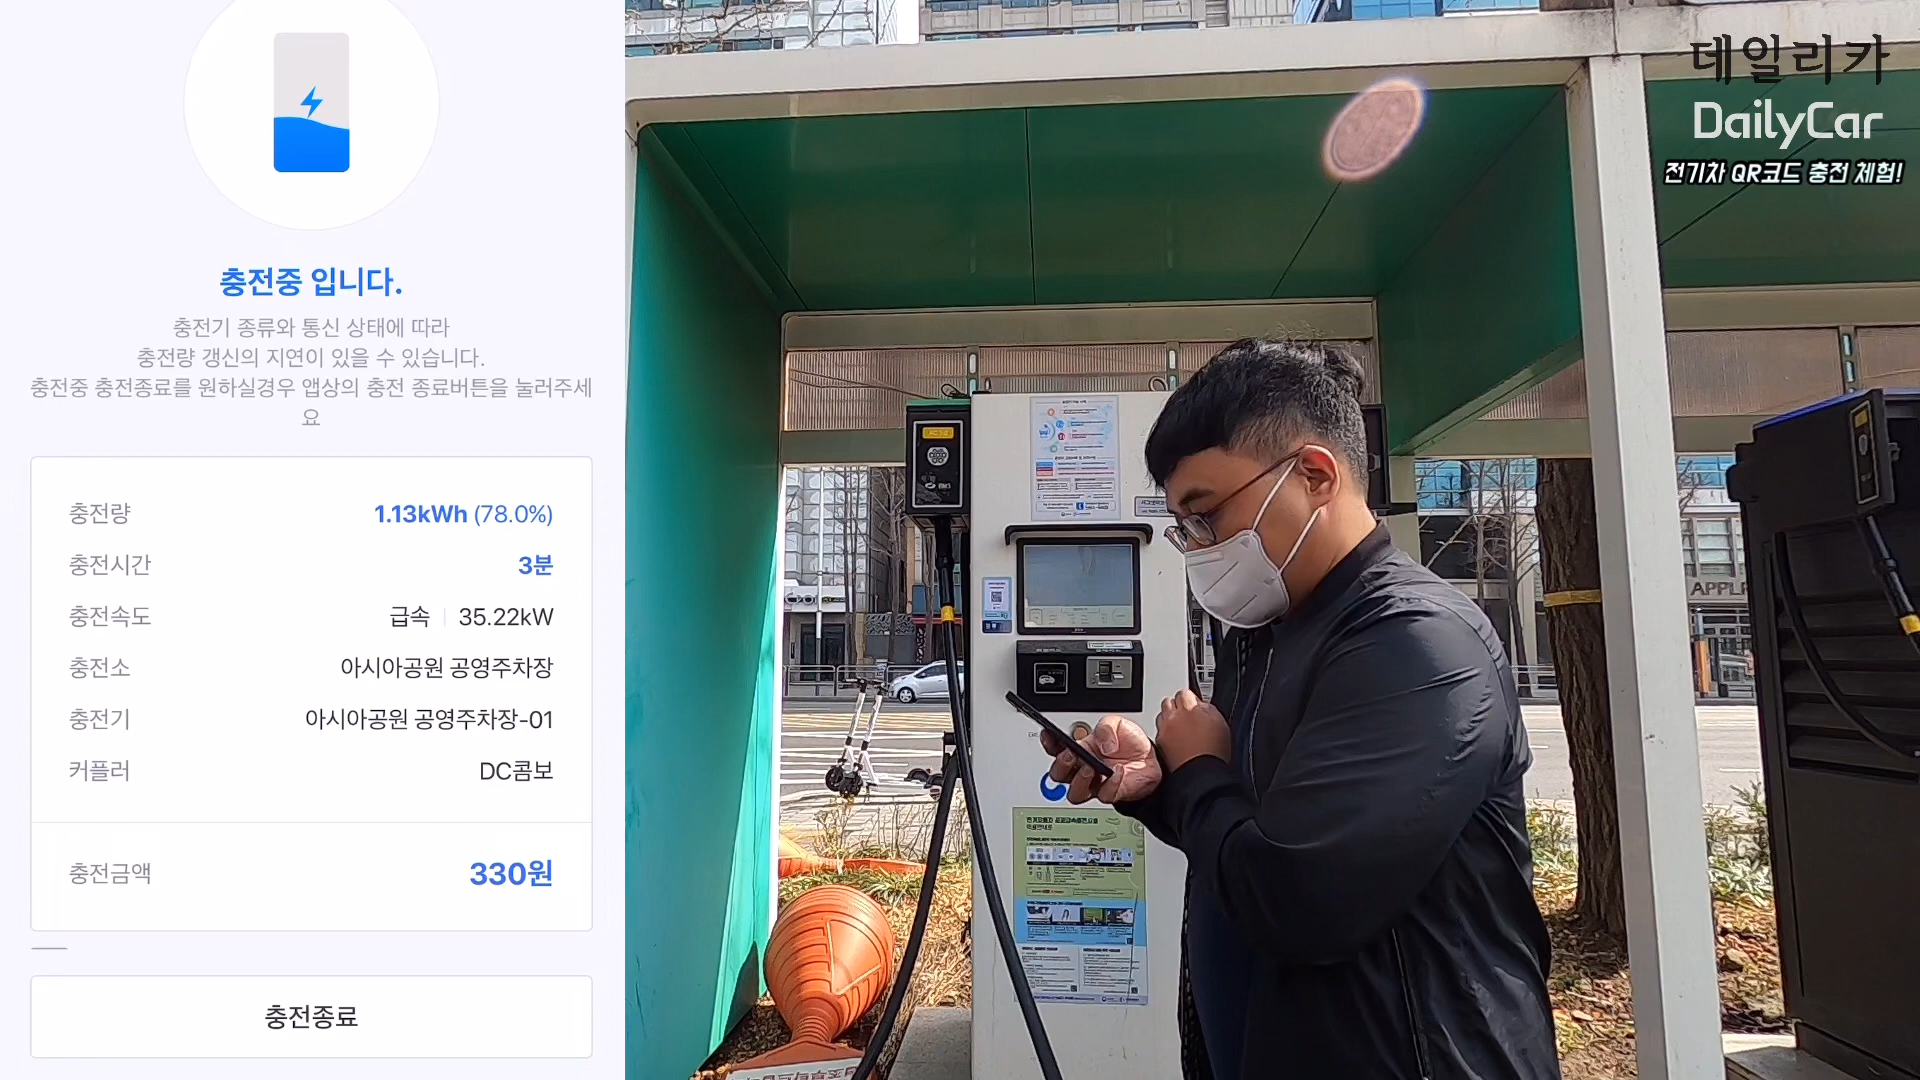 충전중 입니다.
충전기 종류와 통신 상태에 따라
충전량 갱신의 지연이 있을 수 있습니다.
충전중 충전종료를 원하실경우 앱상의 충전 종료버튼을 눌러주세
요
충전량 1.13kWh (78.0%)
충전시간 3분
충전속도 급속 35.22kW
충전소 아시아공원 공영주차장
충전기 아시아공원 공영주차장-01
커플러 DC콤보
충전금액 330원
충전종료
데일리카
DailyCar
전기차 QR코드 충전 체험!